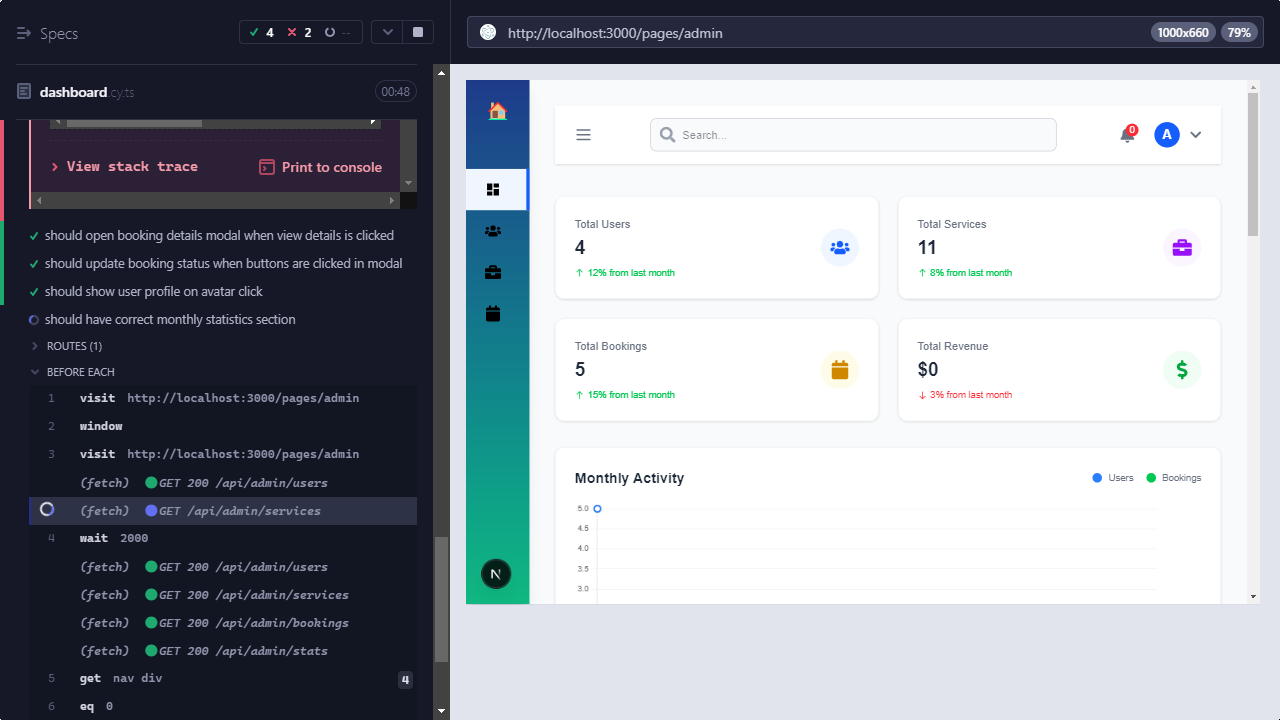 Specs
4 2 --
dashboard.cy.ts
00:48
View stack trace
Print to console
should open booking details modal when view details is clicked
should update booking status when buttons are clicked in modal
should show user profile on avatar click
should have correct monthly statistics section
ROUTES (1)
BEFORE EACH
1 visit http://localhost:3000/pages/admin
2 window
3 visit http://localhost:3000/pages/admin
(fetch) GET 200 /api/admin/users
(fetch) GET /api/admin/services
4 wait 2000
(fetch) GET 200 /api/admin/users
(fetch) GET 200 /api/admin/services
(fetch) GET 200 /api/admin/bookings
(fetch) GET 200 /api/admin/stats
5 get nav div 4
6 eq 0
http://localhost:3000/pages/admin
1000x660 79%
Search...
0
A
Total Users
4
↑ 12% from last month
Total Services
11
↑ 8% from last month
Total Bookings
5
↑ 15% from last month
Total Revenue
$0
↓ 3% from last month
Monthly Activity
Users Bookings
5.0
4.5
4.0
3.5
3.0
N